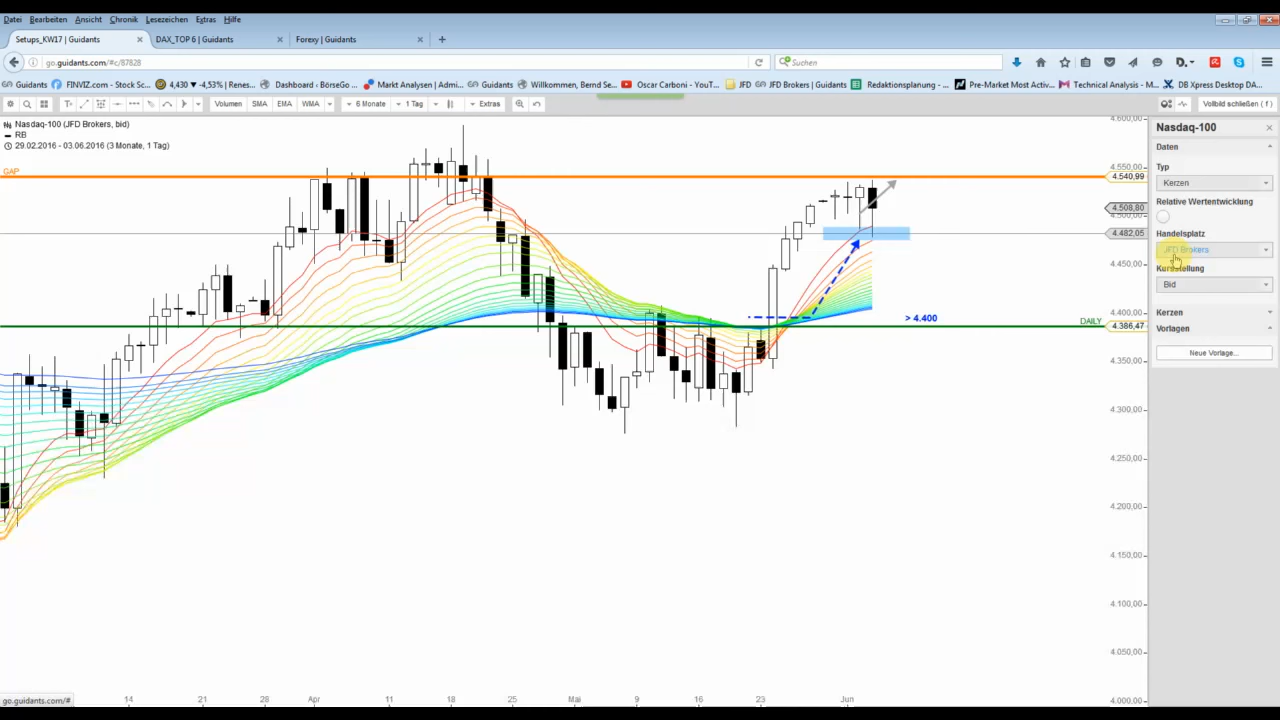 Datei Bearbeiten Ansicht Chronik Lesezeichen Extras Hilfe
Setups_KW17 | Guidants × DAX_TOP 6 | Guidants × Forexy | Guidants × +
go.guidants.com/#c/87828 Suchen D.
Guidants FINVIZ.com - Stock Sc... 4,430 ▼ -4,53% | Renes... Dashboard ‹ BörseGo ... Markt Analysen | Admi... Guidants Willkommen, Bernd Se... Oscar Carboni - YouT... JFD JFD Brokers | Guidants Redaktionsplanung - ... Pre-Market Most Activ... Technical Analysis - M... DB Xpress Desktop DA...
Volumen SMA EMA WMA 6 Monate 1 Tag Extras Vollbild schließen ( f )
Nasdaq-100 (JFD Brokers, bid)
RB
29.02.2016 - 03.06.2016 (3 Monate, 1 Tag)
Nasdaq-100 ×
Daten
Typ
Kerzen
Relative Wertentwicklung
Handelsplatz
JFD Brokers
Kursstellung
Bid
Kerzen
Vorlagen
Neue Vorlage...
GAP
> 4.400
DAILY
4.600,00
4.550,00
4.540,99
4.508,80
4.500,00
4.482,05
4.450,00
4.400,00
4.386,47
4.350,00
4.300,00
4.250,00
4.200,00
4.150,00
4.100,00
4.050,00
4.000,00
14 21 28 Apr 11 18 25 Mai 9 16 23 Jun
go.guidants.com/#